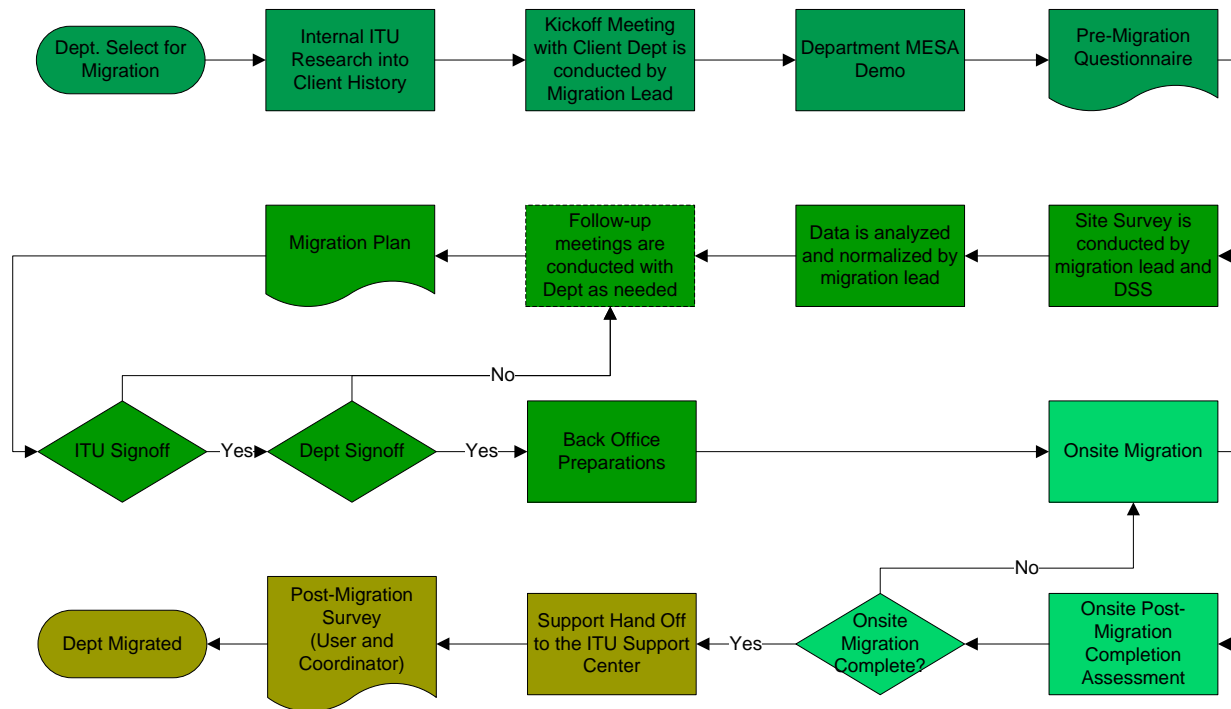 Dept. Select for
Migration
Internal ITU
Research into
Client History
Kickoff Meeting
with Client Dept is
conducted by
Migration Lead
Department MESA
Demo
Pre-Migration
Questionnaire
Migration Plan
Follow-up
meetings are
conducted with
Dept as needed
Data is analyzed
and normalized by
migration lead
Site Survey is
conducted by
migration lead and
DSS
No
ITU Signoff
Yes
Dept Signoff
Yes
Back Office
Preparations
Onsite Migration
No
Dept Migrated
Post-Migration
Survey
(User and
Coordinator)
Support Hand Off
to the ITU Support
Center
Yes
Onsite
Migration
Complete?
Onsite Post-
Migration
Completion
Assessment